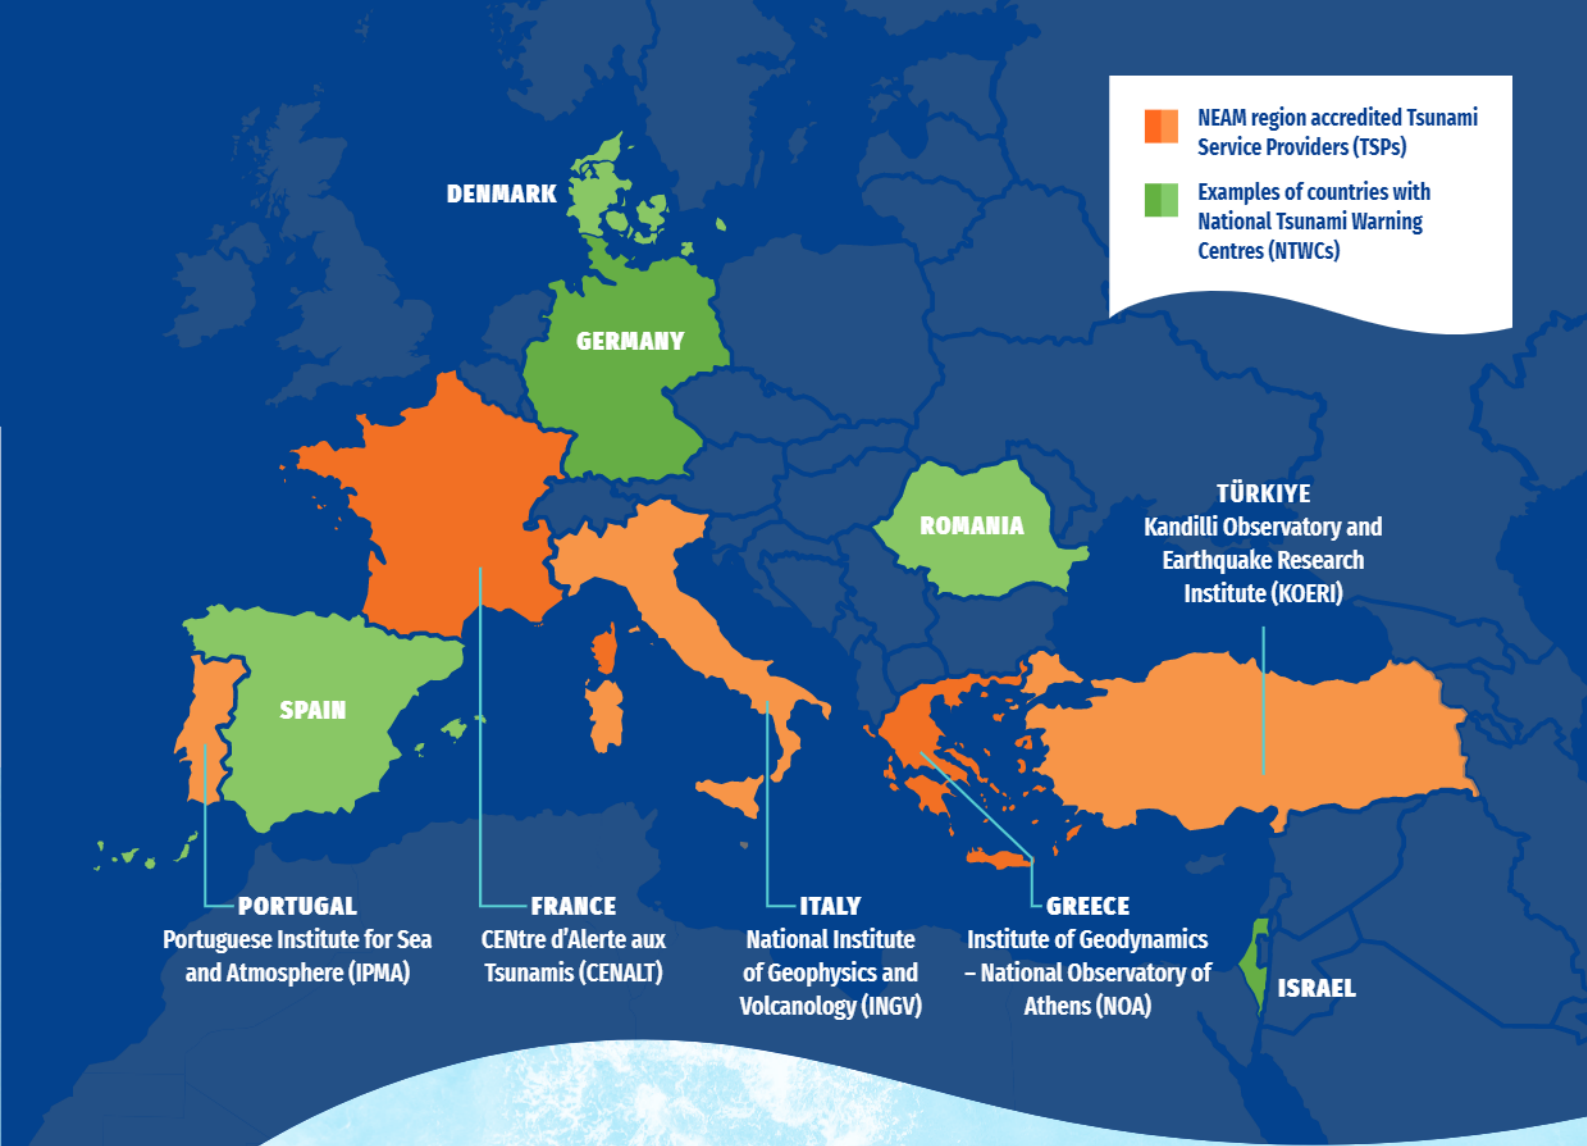 NEAM region accredited Tsunami
Service Providers (TSPs)
Examples of countries with
National Tsunami Warning
Centres (NTWCs)
DENMARK
GERMANY
ROMANIA
TÜRKIYE
Kandilli Observatory and
Earthquake Research
Institute (KOERI)
SPAIN
PORTUGAL
Portuguese Institute for Sea
and Atmosphere (IPMA)
FRANCE
CENtre d’Alerte aux
Tsunamis (CENALT)
ITALY
National Institute
of Geophysics and
Volcanology (INGV)
GREECE
Institute of Geodynamics
– National Observatory of
Athens (NOA)
ISRAEL